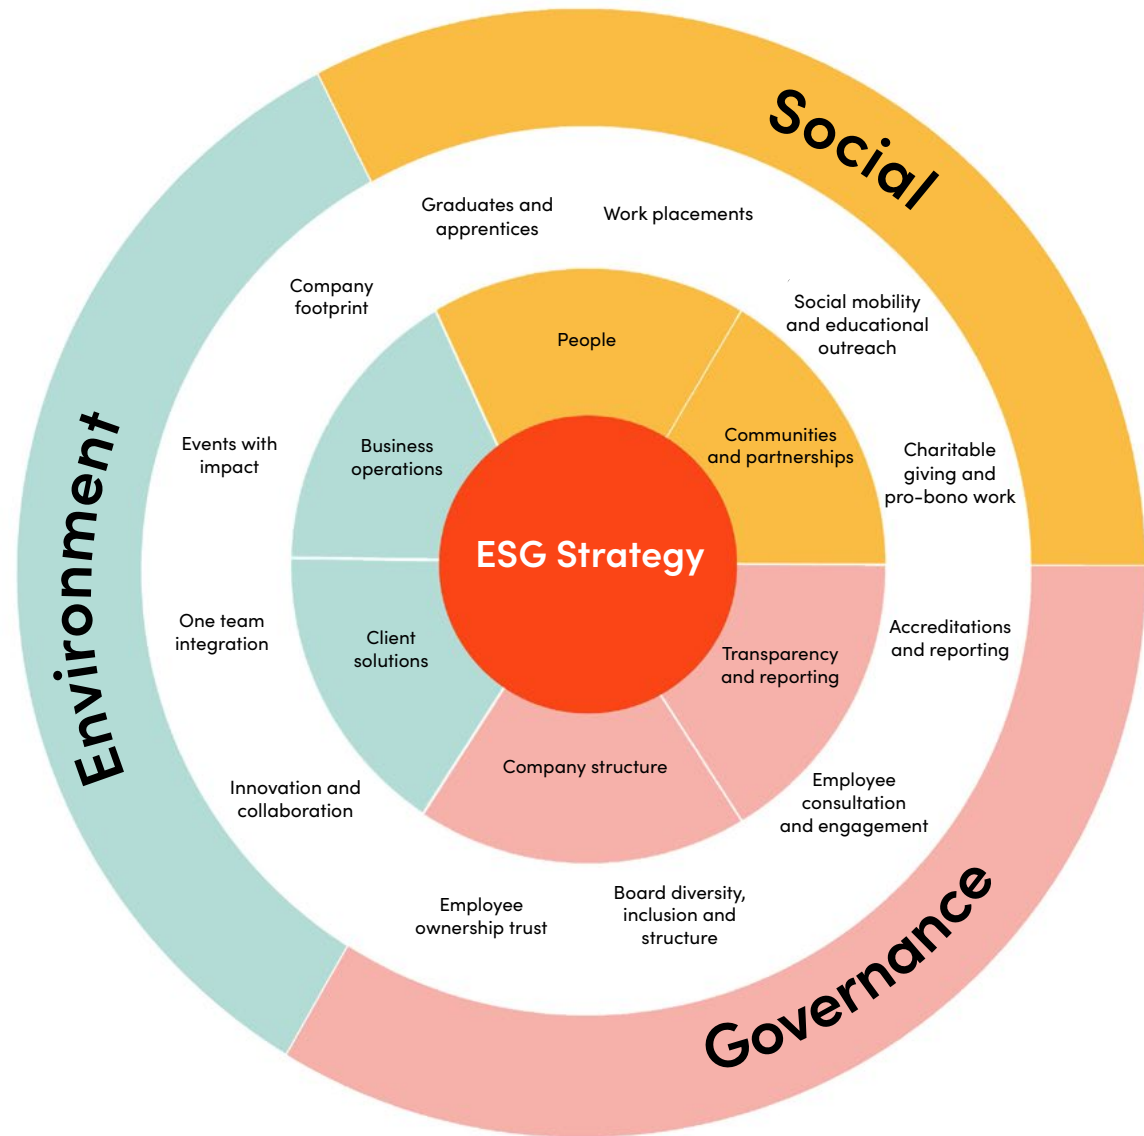 Social
Graduates and
apprentices
Work placements
Company
footprint
Social mobility
and educational
outreach
People
Events with
impact
Business
operations
Communities
and partnerships
Charitable
giving and
pro-bono work
Environment
ESG Strategy
One team
integration
Client
solutions
Transparency
and reporting
Accreditations
and reporting
Innovation and
collaboration
Company structure
Employee
consultation
and engagement
Employee
ownership trust
Board diversity,
inclusion and
structure
Governance